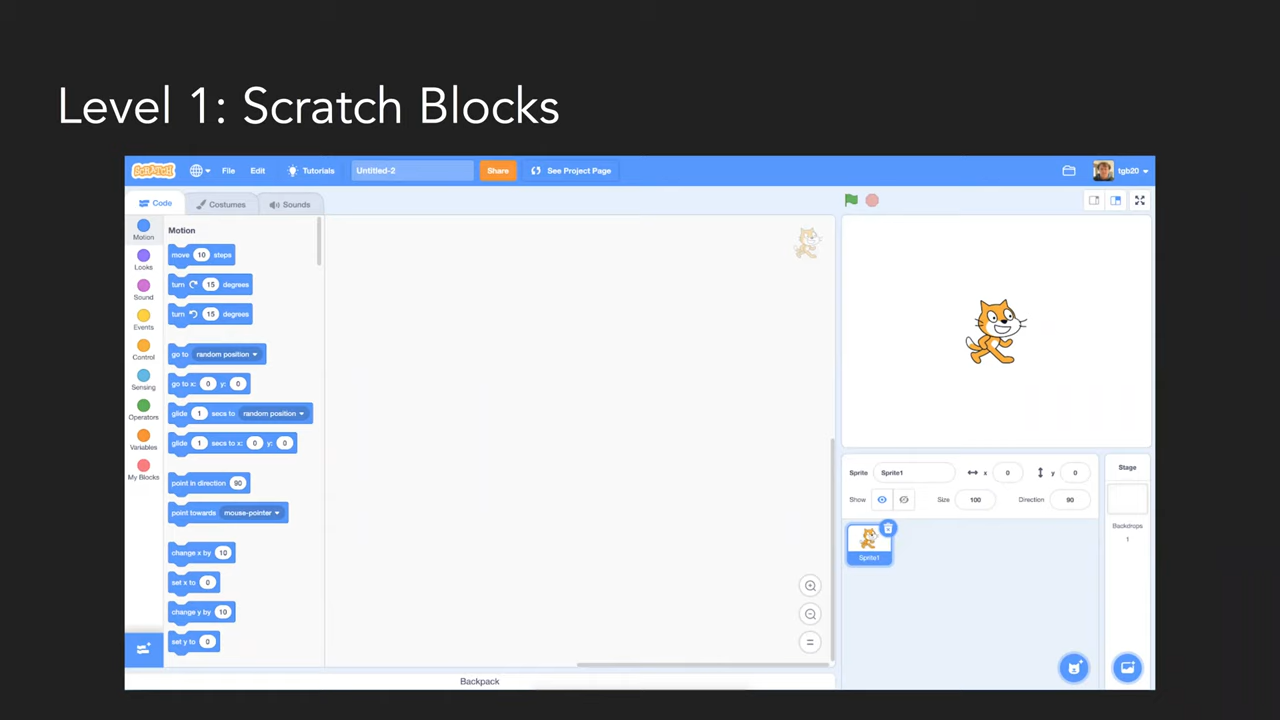 Level 1: Scratch Blocks
SCRATCH File Edit Tutorials Untitled-2 Share See Project Page tgb20
Code Costumes Sounds
Motion
Looks
Sound
Events
Control
Sensing
Operators
Variables
My Blocks
Motion
move 10 steps
turn 15 degrees
turn 15 degrees
go to random position
go to x: 0 y: 0
glide 1 secs to random position
glide 1 secs to x: 0 y: 0
point in direction 90
point towards mouse-pointer
change x by 10
set x to 0
change y by 10
set y to 0
Backpack
Sprite Sprite1 x 0 y 0
Show Size 100 Direction 90
Sprite1
Stage
Backdrops
1